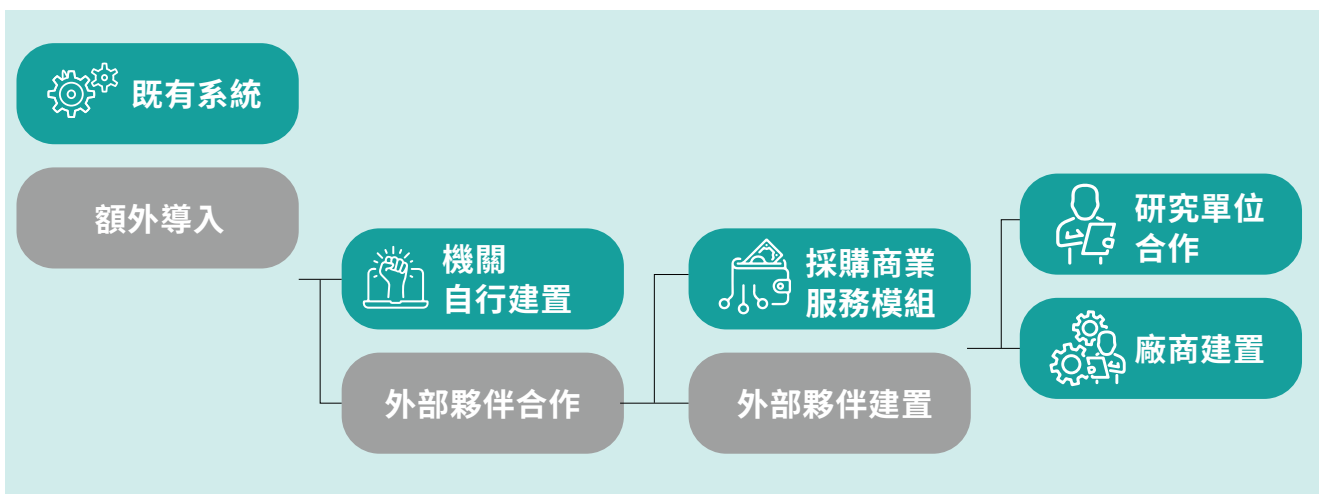 既有系統
額外導入
機關
自行建置
外部夥伴合作
採購商業
服務模組
外部夥伴建置
研究單位
合作
廠商建置